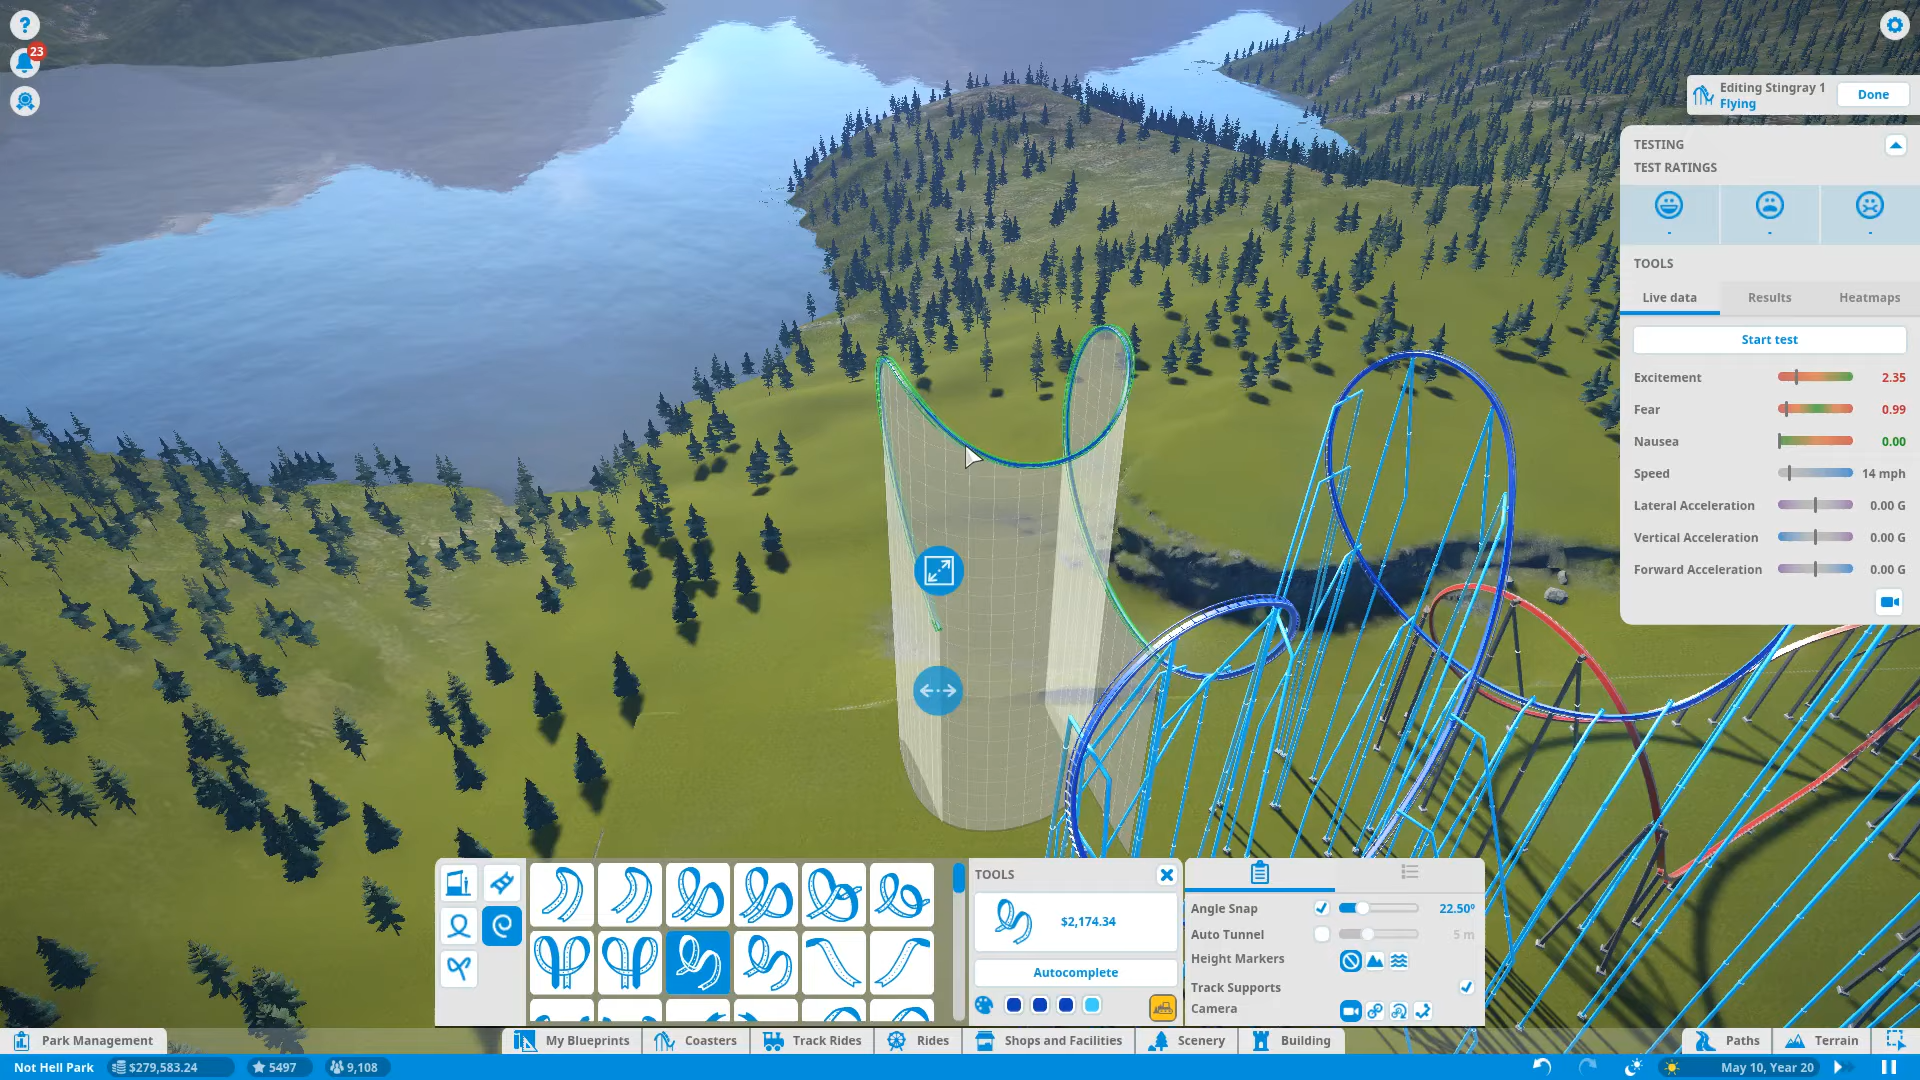 ?
23
Editing Stingray 1
Flying
Done
TESTING
TEST RATINGS
-
-
-
TOOLS
Live data
Results
Heatmaps
Start test
Excitement
2.35
Fear
0.99
Nausea
0.00
Speed
14 mph
Lateral Acceleration
0.00 G
Vertical Acceleration
0.00 G
Forward Acceleration
0.00 G
TOOLS
$2,174.34
Autocomplete
Angle Snap
22.50°
Auto Tunnel
5 m
Height Markers
Track Supports
Camera
Park Management
My Blueprints
Coasters
Track Rides
Rides
Shops and Facilities
Scenery
Building
Paths
Terrain
Not Hell Park
$279,583.24
5497
9,108
May 10, Year 20